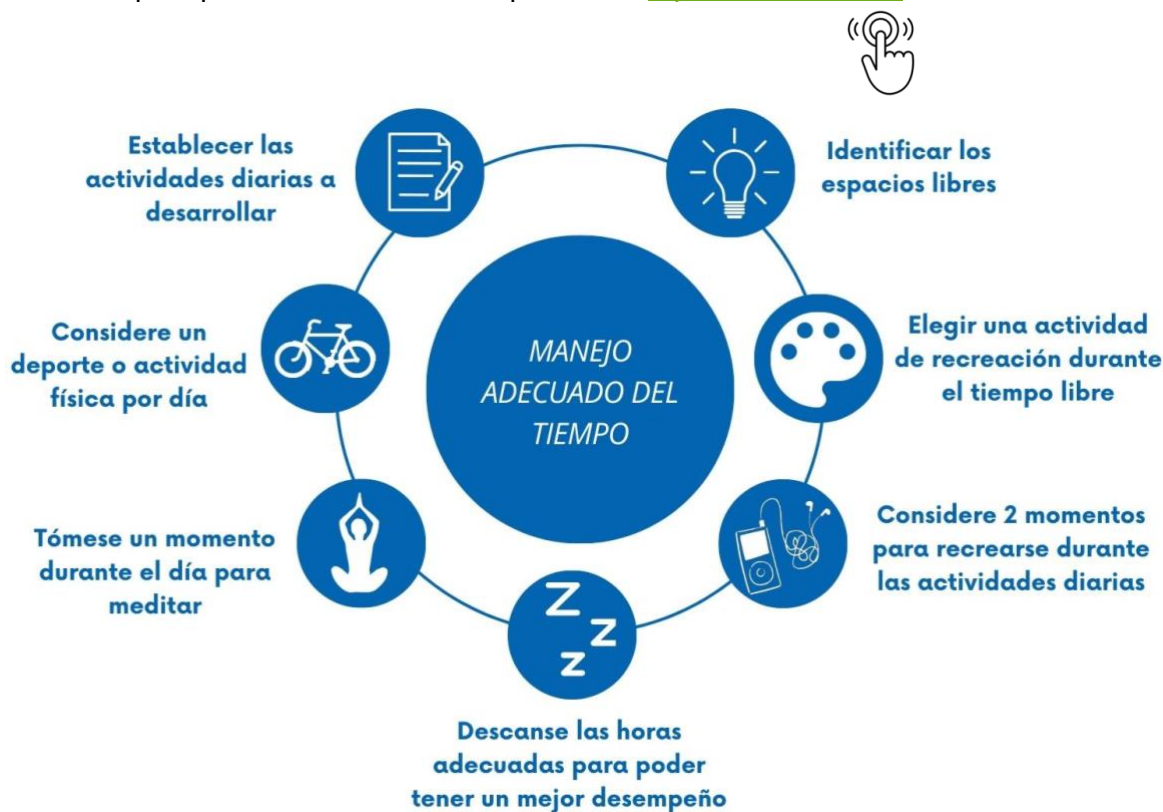 Establecer las
actividades diarias a
desarrollar
Identificar los
espacios libres
Considere un
deporte o actividad
física por día
MANEJO
ADECUADO DEL
TIEMPO
Elegir una actividad
de recreación durante
el tiempo libre
Tómese un momento
durante el día para
meditar
Considere 2 momentos
para recrearse durante
las actividades diarias
Z
Z
Z
Descanse las horas
adecuadas para poder
tener un mejor desempeño